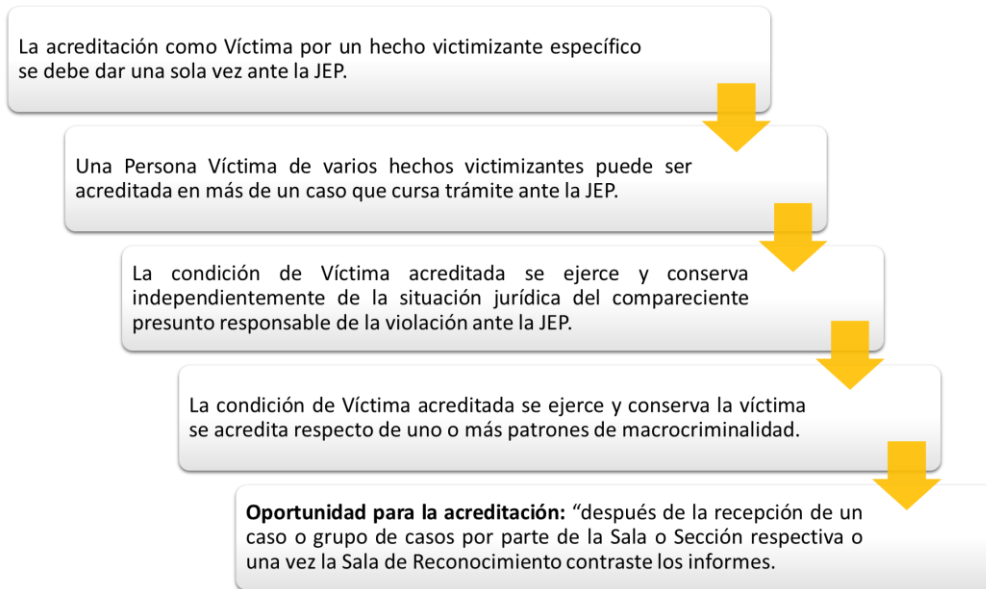 La acreditación como Víctima por un hecho victimizante específico
se debe dar una sola vez ante la JEP.
Una Persona Víctima de varios hechos victimizantes puede ser
acreditada en más de un caso que cursa trámite ante la JEP.
La condición de Víctima acreditada se ejerce y conserva
independientemente de la situación jurídica del compareciente
presunto responsable de la violación ante la JEP.
La condición de Víctima acreditada se ejerce y conserva la víctima
se acredita respecto de uno o más patrones de macrocriminalidad.
Oportunidad para la acreditación: “después de la recepción de un
caso o grupo de casos por parte de la Sala o Sección respectiva o
una vez la Sala de Reconocimiento contraste los informes.